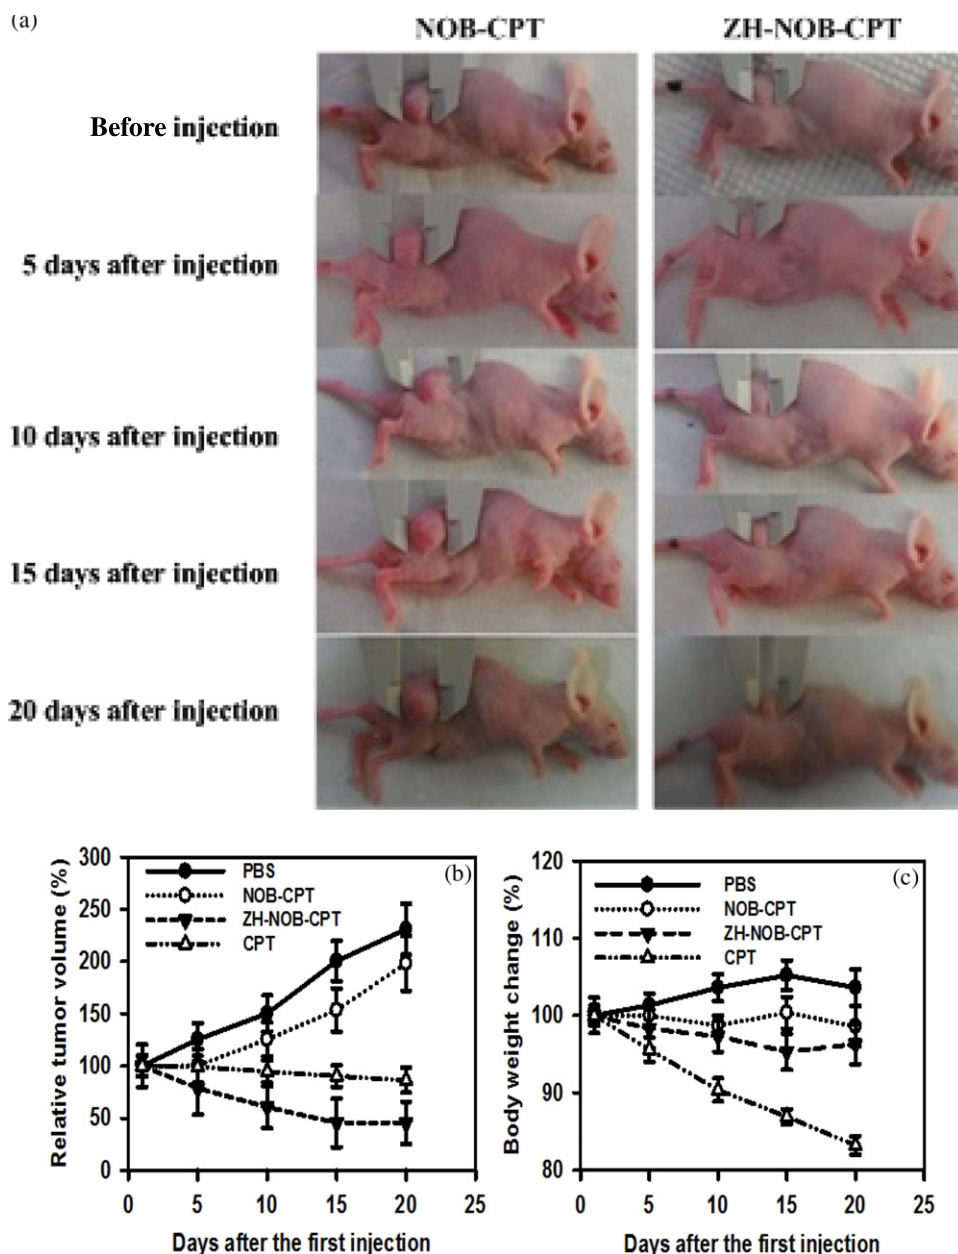 (a)
NOB-CPT ZH-NOB-CPT
Before injection
5 days after injection
10 days after injection
15 days after injection
20 days after injection
(b)
Relative tumor volume (%)
300
250
200
150
100
50
0
PBS
NOB-CPT
ZH-NOB-CPT
CPT
0 5 10 15 20 25
Days after the first injection
(c)
Body weight change (%)
120
110
100
90
80
PBS
NOB-CPT
ZH-NOB-CPT
CPT
0 5 10 15 20 25
Days after the first injection